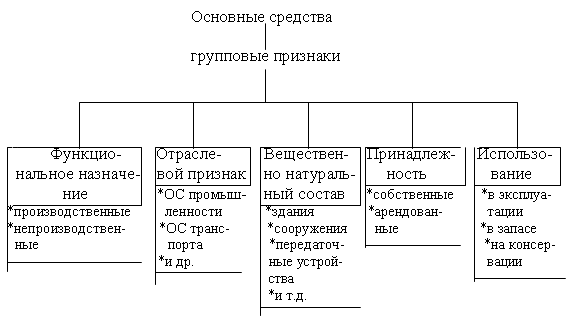 Основные средства
групповые признаки
Функцио-
нальное назначе-
ние
*производственные
*непроизводствен-
ные
Отрасле-
вой признак
*ОС промыш-
ленности
*ОС транс-
порта
*и др.
Вещественн-
но натураль-
ный состав
*здания
*сооружения
*передаточ-
ные устрой-
ства
*и т.д.
Принадлеж-
ность
*собственные
*арендован-
ные
Использо-
вание
*в эксплуа-
тации
*в запасе
*на консер-
вации